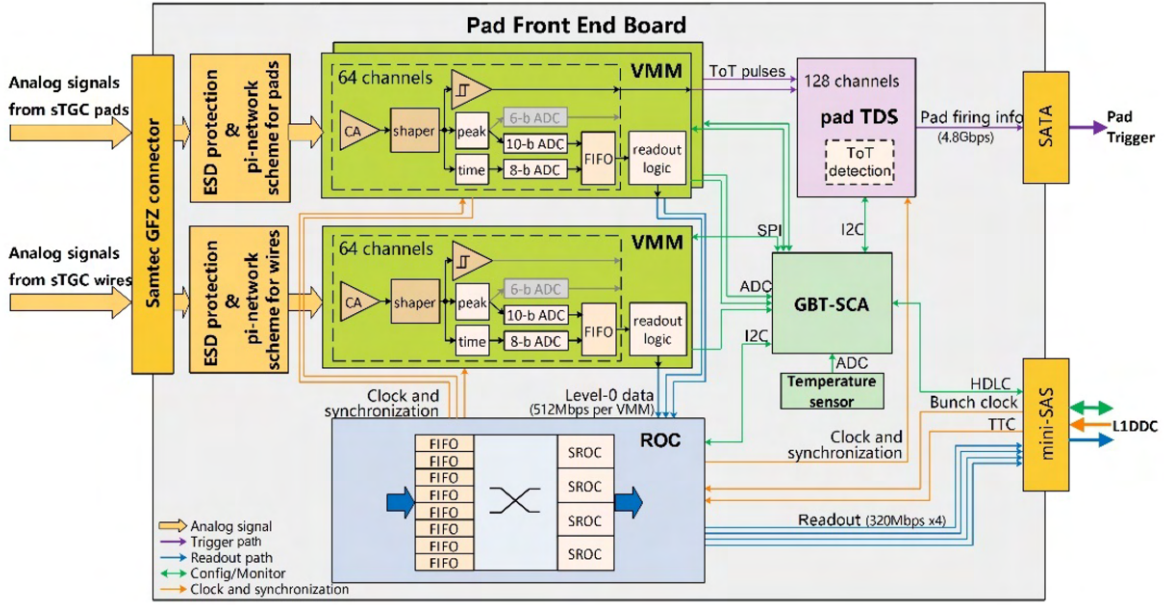 Pad Front End Board
Analog signals
from sTGC pads
Samtec GFZ connector
ESD protection
&
pi-network
scheme for pads
64 channels
VMM
CA
shaper
peak
time
6-b ADC
10-b ADC
8-b ADC
FIFO
readout
logic
ToT pulses
128 channels
pad TDS
ToT
detection
Pad firing info
(4.8Gbps)
SATA
Pad
Trigger
Analog signals
from sTGC wires
ESD protection
&
pi-network
scheme for wires
64 channels
VMM
CA
shaper
peak
time
6-b ADC
10-b ADC
8-b ADC
FIFO
readout
logic
SPI
I2C
ADC
GBT-SCA
I2C
ADC
Temperature
sensor
HDLC
Bunch clock
TTC
mini-SAS
L1DDC
Clock and
synchronization
Level-0 data
(512Mbps per VMM)
Clock and
synchronization
ROC
FIFO
FIFO
FIFO
FIFO
FIFO
FIFO
FIFO
FIFO
SROC
SROC
SROC
SROC
Readout (320Mbps x4)
Analog signal
Trigger path
Readout path
Config/Monitor
Clock and synchronization